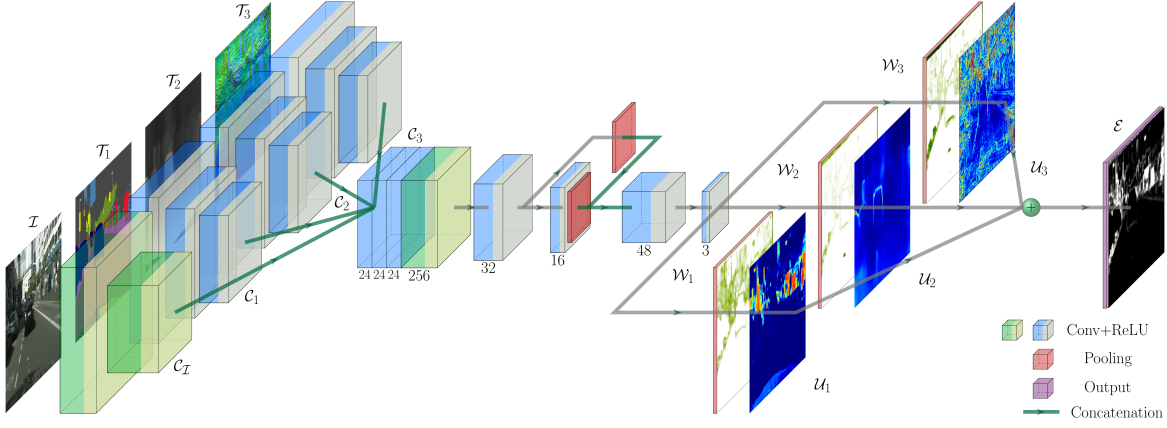 𝒯₃
𝒯₂
𝒯₁
ℐ
𝒞₃
𝒞₂
𝒞₁
𝒞_ℐ
24 24 24 256
32
16
48
3
𝒲₃
𝒲₂
𝒲₁
𝒰₃
𝒰₂
𝒰₁
+
ℰ
Conv+ReLU
Pooling
Output
Concatenation